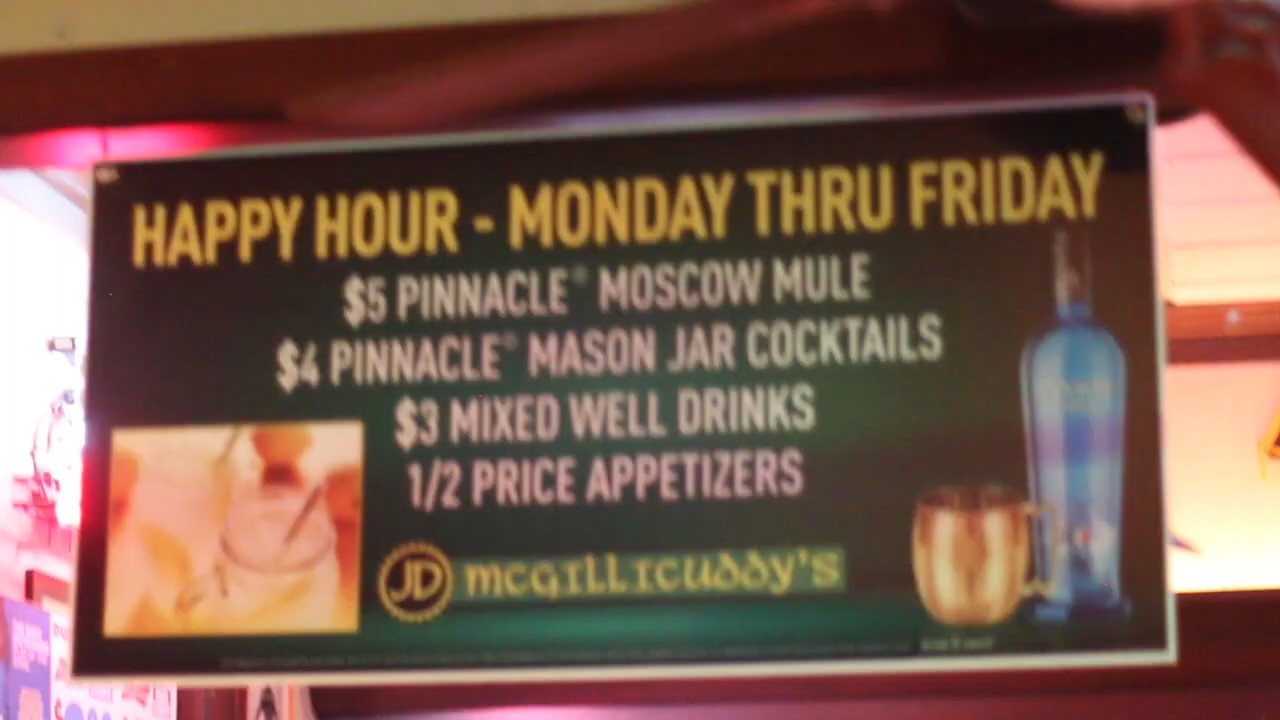 HAPPY HOUR - MONDAY THRU FRIDAY
$5 PINNACLE® MOSCOW MULE
$4 PINNACLE® MASON JAR COCKTAILS
$3 MIXED WELL DRINKS
1/2 PRICE APPETIZERS
JD mcgillicuddy's